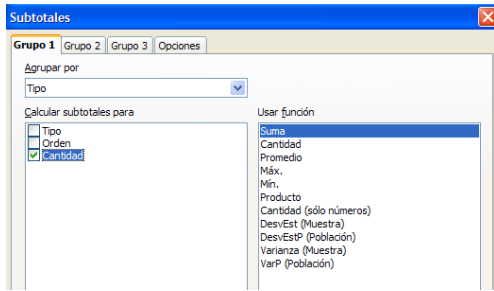 Subtotales
Grupo 1 Grupo 2 Grupo 3 Opciones
Agrupar por
Tipo
Calcular subtotales para
Tipo
Orden
Cantidad
Usar función
Suma
Cantidad
Promedio
Máx.
Mín.
Producto
Cantidad (sólo números)
DesvEst (Muestra)
DesvEstP (Población)
Varianza (Muestra)
VarP (Población)